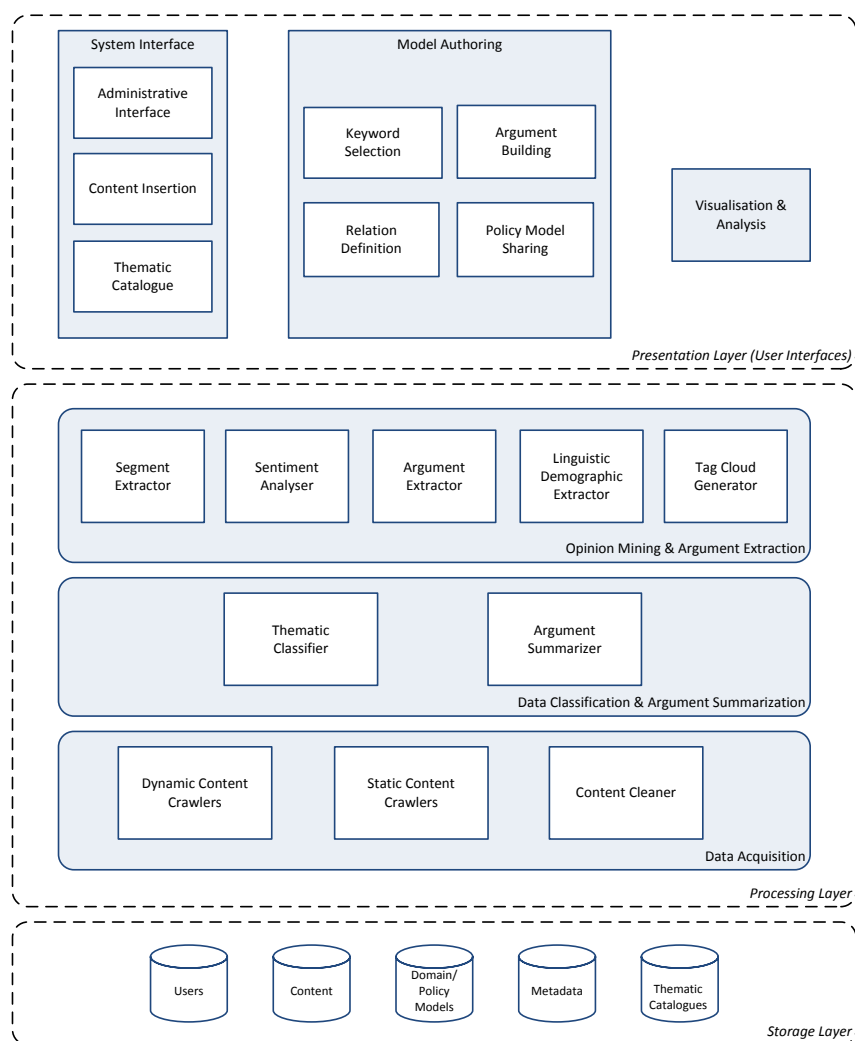 System Interface
Administrative
Interface
Content Insertion
Thematic
Catalogue
Model Authoring
Keyword
Selection
Argument
Building
Relation
Definition
Policy Model
Sharing
Visualisation &
Analysis
Presentation Layer (User Interfaces)
Segment
Extractor
Sentiment
Analyser
Argument
Extractor
Linguistic
Demographic
Extractor
Tag Cloud
Generator
Opinion Mining & Argument Extraction
Thematic
Classifier
Argument
Summarizer
Data Classification & Argument Summarization
Dynamic Content
Crawlers
Static Content
Crawlers
Content Cleaner
Data Acquisition
Processing Layer
Users
Content
Domain/
Policy
Models
Metadata
Thematic
Catalogues
Storage Layer